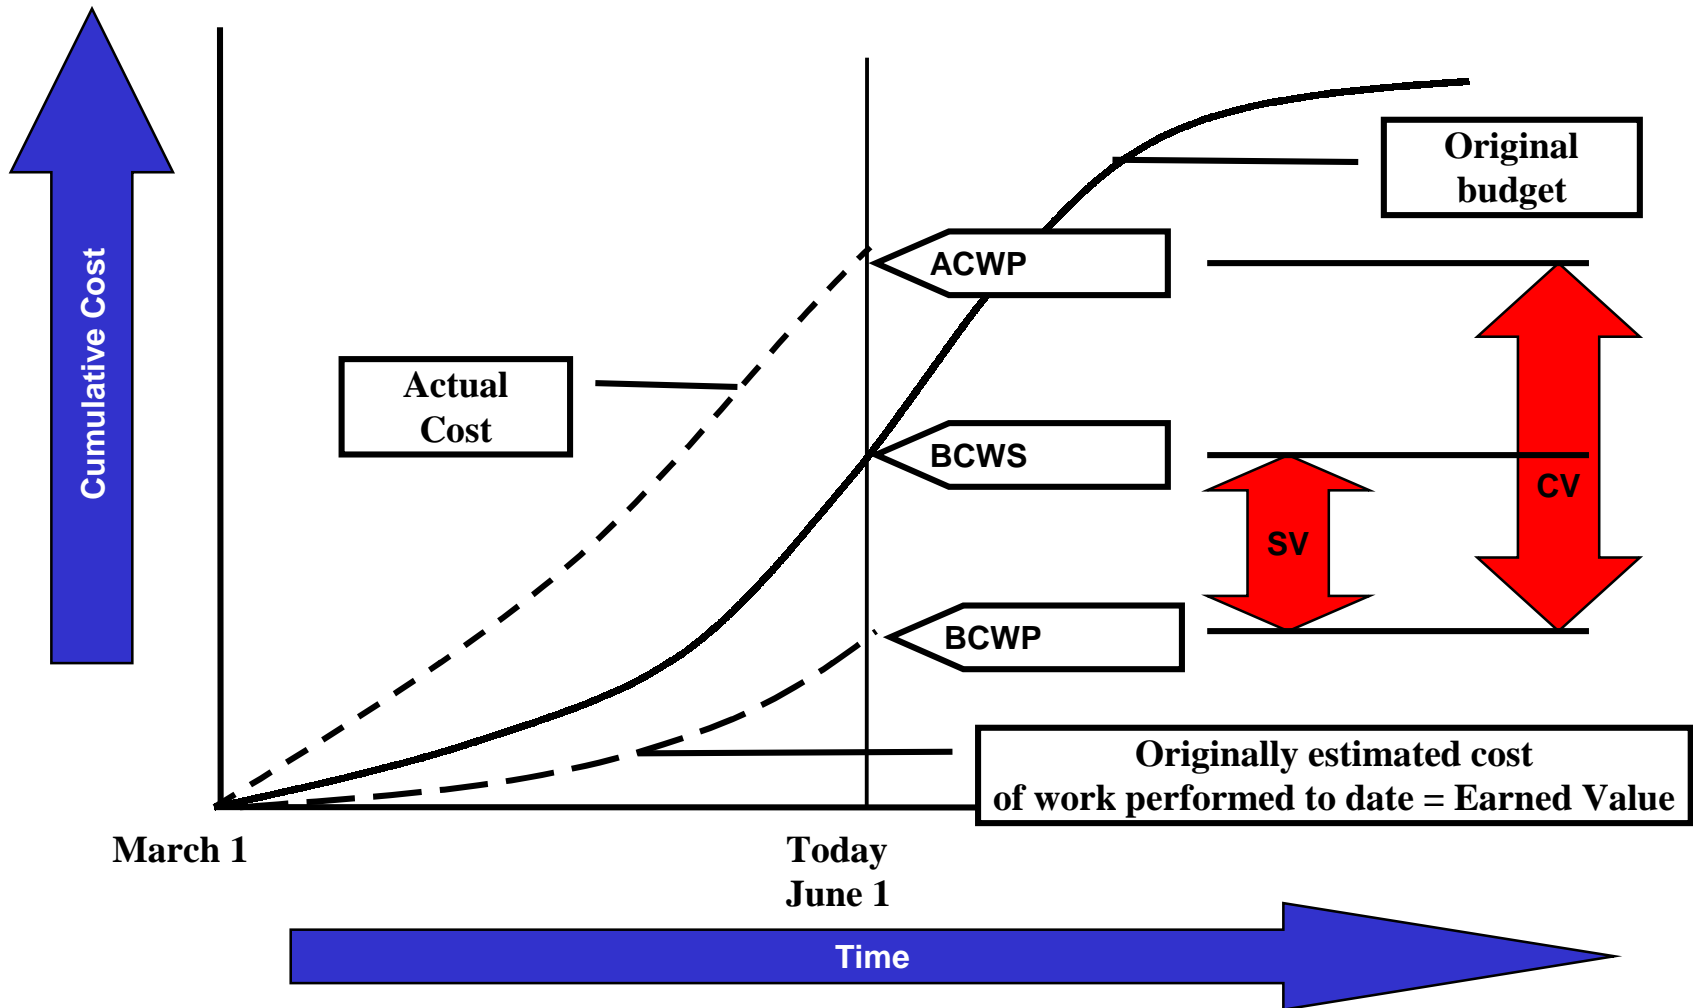 Cumulative Cost
Original
budget
ACWP
Actual
Cost
BCWS
CV
SV
BCWP
Originally estimated cost
of work performed to date = Earned Value
March 1
Today
June 1
Time